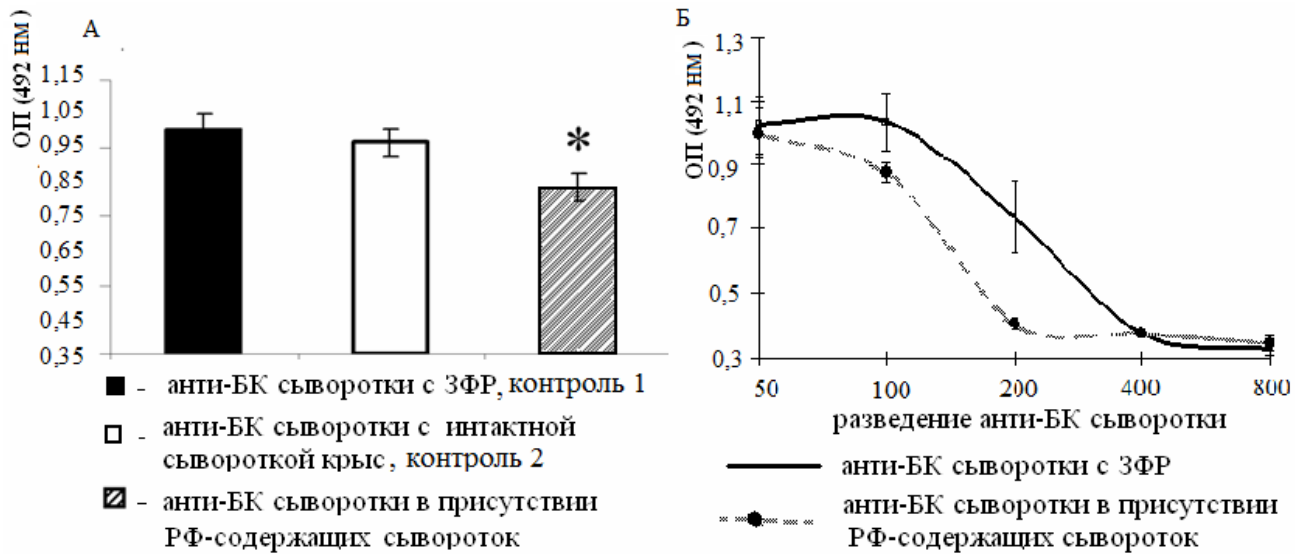 А
ОП (492 нм)
1,15
1,05
0,95
0,85
0,75
0,65
0,55
0,45
0,35
*
- анти-БК сыворотки с ЗФР, контроль 1
- анти-БК сыворотки с интактной
сывороткой крыс, контроль 2
- анти-БК сыворотки в присутствии
РФ-содержащих сывороток
Б
ОП (492 нм)
1,3
1,1
0,9
0,7
0,5
0,3
50 100 200 400 800
разведение анти-БК сыворотки
анти-БК сыворотки с ЗФР
анти-БК сыворотки в присутствии
РФ-содержащих сывороток